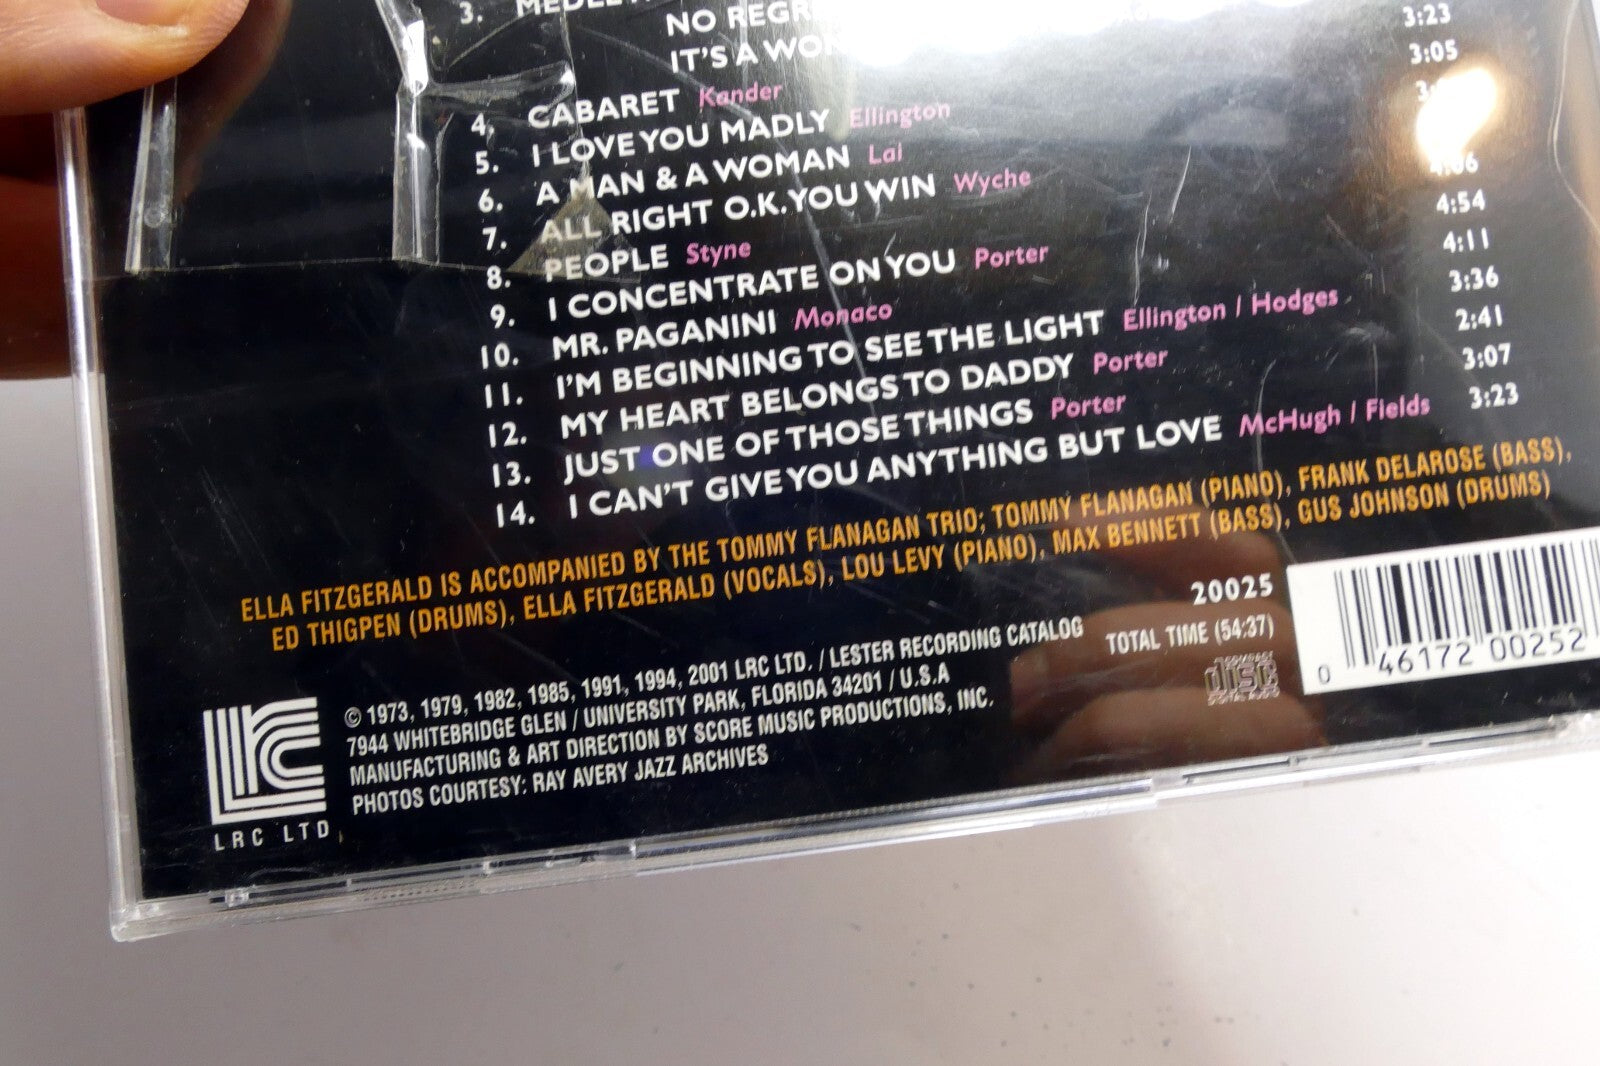 3.
NO
IT'S A
4. CABARET Kander 3:23
5. I LOVE YOU MADLY Ellington 3:05
6. A MAN & A WOMAN Lai
7. ALL RIGHT O.K. YOU WIN Wyche
8. PEOPLE Styne 4:06
9. I CONCENTRATE ON YOU Porter 4:54
10. MR. PAGANINI Monaco 4:11
11. I'M BEGINNING TO SEE THE LIGHT Ellington / Hodges 3:36
12. MY HEART BELONGS TO DADDY Porter 2:41
13. JUST ONE OF THOSE THINGS Porter 3:07
14. I CAN'T GIVE YOU ANYTHING BUT LOVE McHugh / Fields 3:23
ELLA FITZGERALD IS ACCOMPANIED BY THE TOMMY FLANAGAN TRIO; TOMMY FLANAGAN (PIANO), FRANK DELAROSE (BASS),
ED THIGPEN (DRUMS), ELLA FITZGERALD (VOCALS), LOU LEVY (PIANO), MAX BENNETT (BASS), GUS JOHNSON (DRUMS)
20025
TOTAL TIME (54:37)
COMPACT
disc
DIGITAL AUDIO
0 46172 00252
© 1973, 1979, 1982, 1985, 1991, 1994, 2001 LRC LTD. / LESTER RECORDING CATALOG
7944 WHITEBRIDGE GLEN / UNIVERSITY PARK, FLORIDA 34201 / U.S.A
MANUFACTURING & ART DIRECTION BY SCORE MUSIC PRODUCTIONS, INC.
PHOTOS COURTESY: RAY AVERY JAZZ ARCHIVES
lrc
LRC LTD.